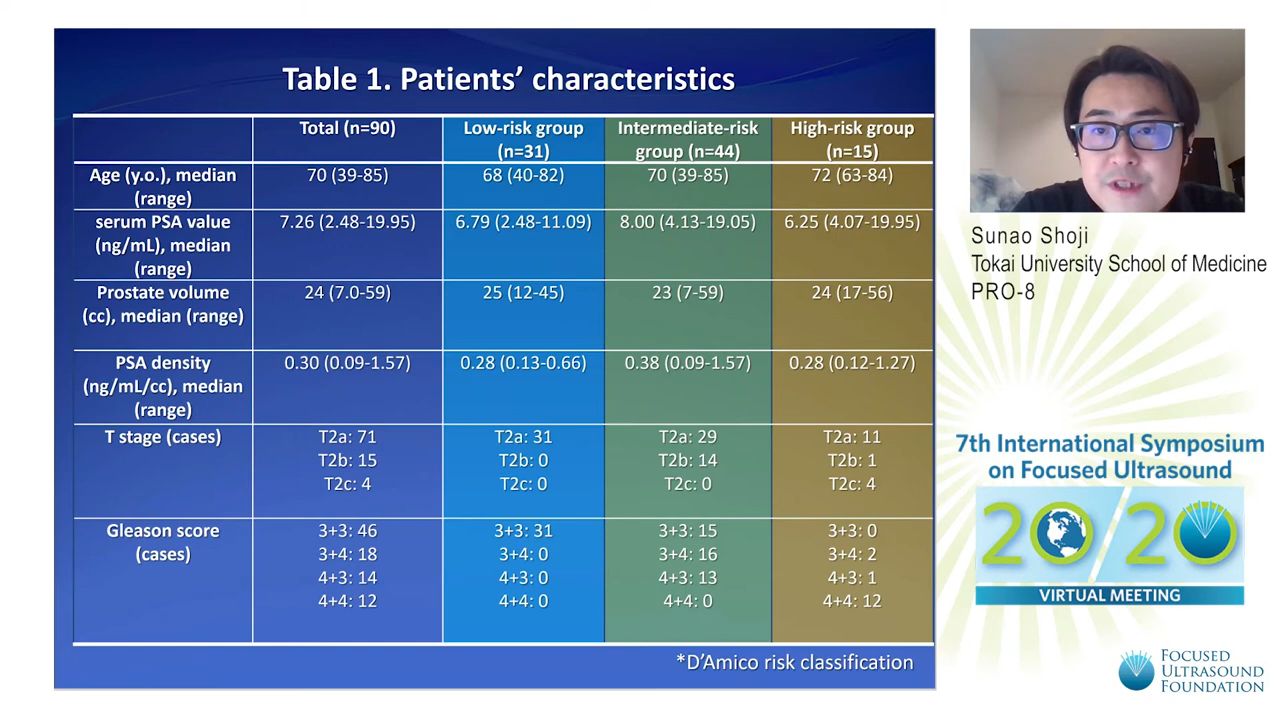 Table 1. Patients' characteristics
Total (n=90)
Low-risk group
(n=31)
Intermediate-risk
group (n=44)
High-risk group
(n=15)
Age (y.o.), median
(range)
70 (39-85)
68 (40-82)
70 (39-85)
72 (63-84)
serum PSA value
(ng/mL), median
(range)
7.26 (2.48-19.95)
6.79 (2.48-11.09)
8.00 (4.13-19.05)
6.25 (4.07-19.95)
Prostate volume
(cc), median (range)
24 (7.0-59)
25 (12-45)
23 (7-59)
24 (17-56)
PSA density
(ng/mL/cc), median
(range)
0.30 (0.09-1.57)
0.28 (0.13-0.66)
0.38 (0.09-1.57)
0.28 (0.12-1.27)
T stage (cases)
T2a: 71
T2b: 15
T2c: 4
T2a: 31
T2b: 0
T2c: 0
T2a: 29
T2b: 14
T2c: 0
T2a: 11
T2b: 1
T2c: 4
Gleason score
(cases)
3+3: 46
3+4: 18
4+3: 14
4+4: 12
3+3: 31
3+4: 0
4+3: 0
4+4: 0
3+3: 15
3+4: 16
4+3: 13
4+4: 0
3+3: 0
3+4: 2
4+3: 1
4+4: 12
*D'Amico risk classification
Sunao Shoji
Tokai University School of Medicine
PRO-8
7th International Symposium
on Focused Ultrasound
20/20
VIRTUAL MEETING
FOCUSED
ULTRASOUND
FOUNDATION